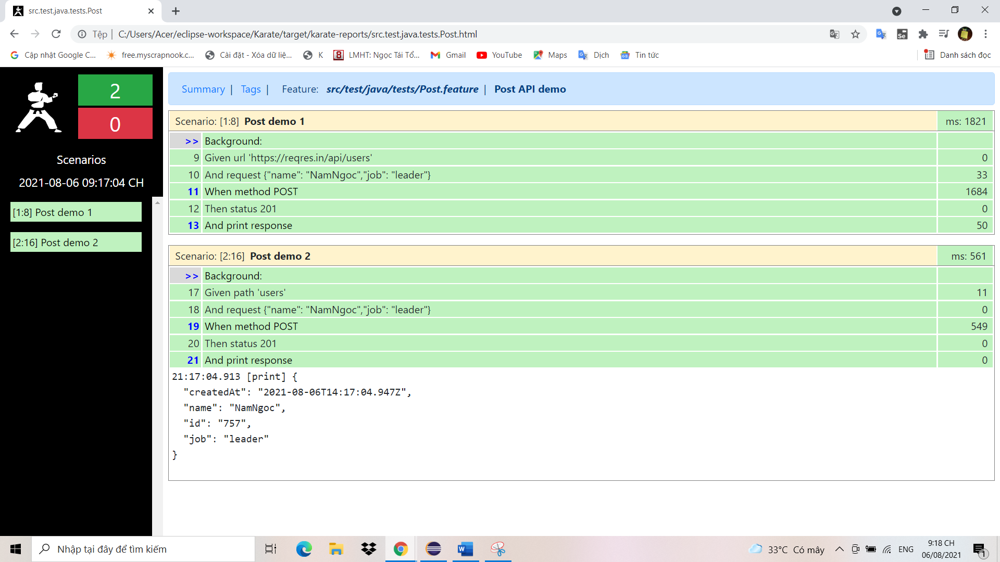 src.test.java.tests.Post
Tệp | C:/Users/Acer/eclipse-workspace/Karate/target/karate-reports/src.test.java.tests.Post.html
Cập nhật Google C... free.myscrapnook.c... Cài đặt - Xóa dữ liệ... K LMHT: Ngọc Tái Tổ... Gmail YouTube Maps Dịch Tin tức Danh sách đọc
2
0
Scenarios
2021-08-06 09:17:04 CH
[1:8] Post demo 1
[2:16] Post demo 2
Summary | Tags | Feature: src/test/java/tests/Post.feature | Post API demo
Scenario: [1:8] Post demo 1 ms: 1821
>> Background:
9 Given url 'https://reqres.in/api/users' 0
10 And request {"name": "NamNgoc","job": "leader"} 33
11 When method POST 1684
12 Then status 201 0
13 And print response 50
Scenario: [2:16] Post demo 2 ms: 561
>> Background:
17 Given path 'users' 11
18 And request {"name": "NamNgoc","job": "leader"} 0
19 When method POST 549
20 Then status 201 0
21 And print response 0
21:17:04.913 [print] {
"createdAt": "2021-08-06T14:17:04.947Z",
"name": "NamNgoc",
"id": "757",
"job": "leader"
}
Nhập tại đây để tìm kiếm
33°C Có mây ENG
9:18 CH
06/08/2021
1